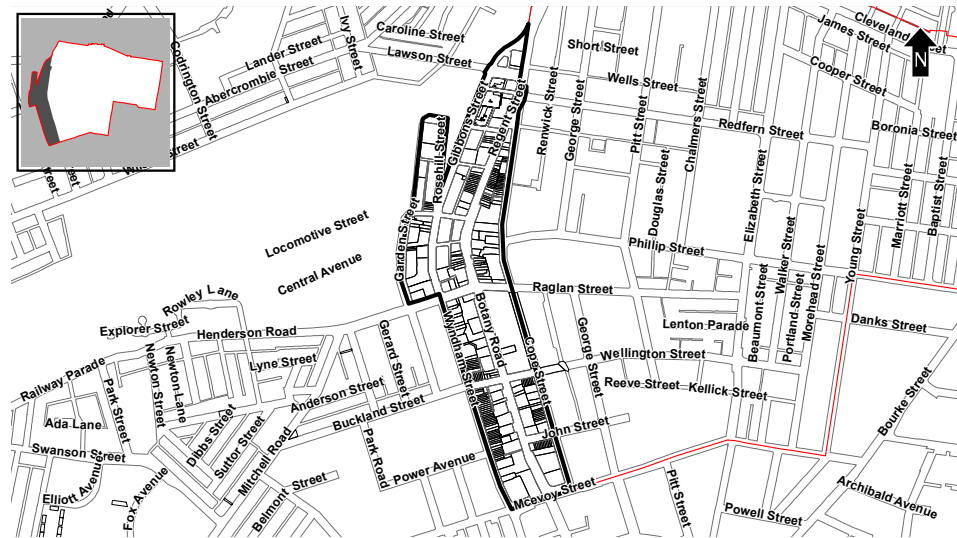 Cleveland Street
James Street
Cooper Street
N
Boronia Street
Baptist Street
Marriott Street
Caroline Street
Short Street
Ivy Street
Lander Street
Lawson Street
Codrington Street
Abercrombie Street
Wells Street
Redfern Street
Gibbons Street
Regent Street
Renwick Street
George Street
Pitt Street
Chalmers Street
Street
Street
Street
Rosehill Street
Douglas Street
Elizabeth Street
Walker Street
Young Street
Garden Street
Locomotive Street
Phillip Street
Central Avenue
Raglan Street
Rowley Lane
Explorer Street
Henderson Road
Botany Road
Wyndham Street
Cope Street
George Street
Lenton Parade
Beaumont Street
Portland Street
Morehead Street
Danks Street
Railway Parade
Park Street
Newton Street
Newton Lane
Lyne Street
Gerard Street
Wellington Street
Reeve Street
Kellick Street
Anderson Street
Buckland Street
Bourke Street
Ada Lane
Swanson Street
Dibbs Street
Suttor Street
Mitchell Road
Park Road
John Street
Power Avenue
Elliott Avenue
Fox Avenue
Belmont Street
Mcevoy Street
Pitt Street
Powell Street
Archibald Avenue